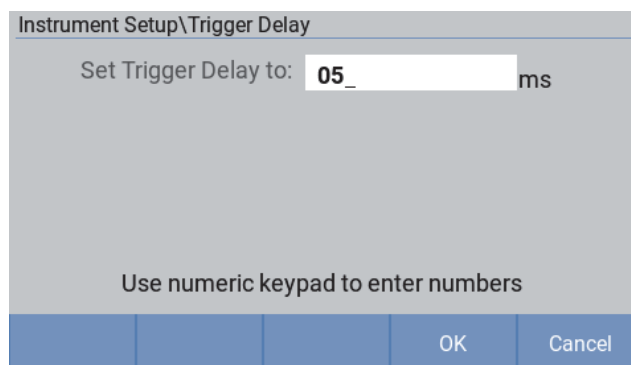 Instrument Setup\Trigger Delay
Set Trigger Delay to: 05_ ms
Use numeric keypad to enter numbers
OK Cancel